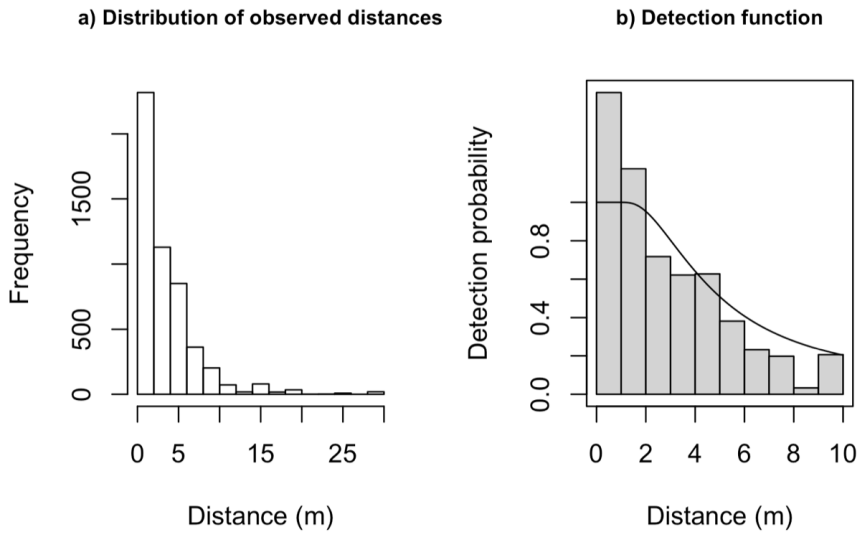 a) Distribution of observed distances
Frequency
0
500
1500
0 5 15 25
Distance (m)
b) Detection function
Detection probability
0.0
0.4
0.8
0 2 4 6 8 10
Distance (m)